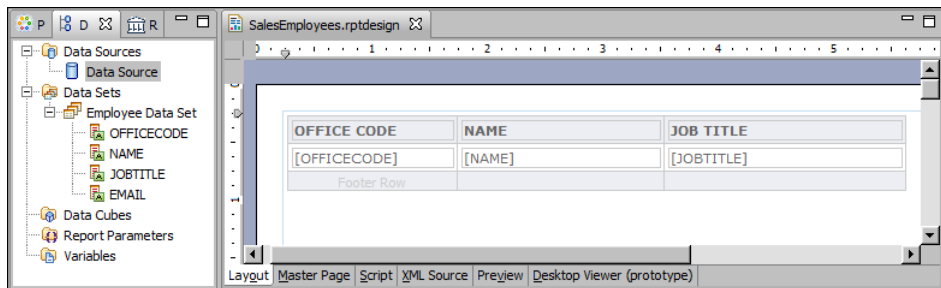 P D R
Data Sources
Data Source
Data Sets
Employee Data Set
OFFICECODE
NAME
JOBTITLE
EMAIL
Data Cubes
Report Parameters
Variables
SalesEmployees.rptdesign
0 1 2 3 4 5
OFFICE CODE NAME JOB TITLE
[OFFICECODE] [NAME] [JOBTITLE]
Footer Row
Layout Master Page Script XML Source Preview Desktop Viewer (prototype)